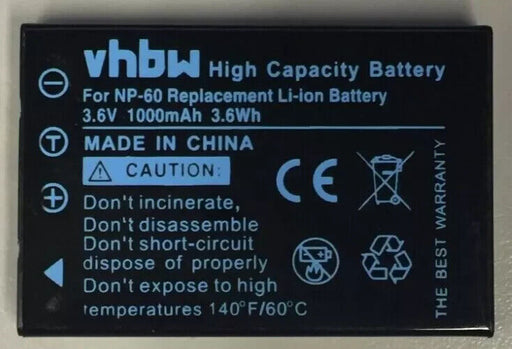 vhbw High Capacity Battery
For NP-60 Replacement Li-ion Battery
3.6V 1000mAh 3.6Wh
T MADE IN CHINA
CAUTION:
Don't incinerate,
Don't disassemble
Don't short-circuit
dispose of properly
Don't expose to high
temperatures 140°F/60°C
CE
THE BEST WARRANTY